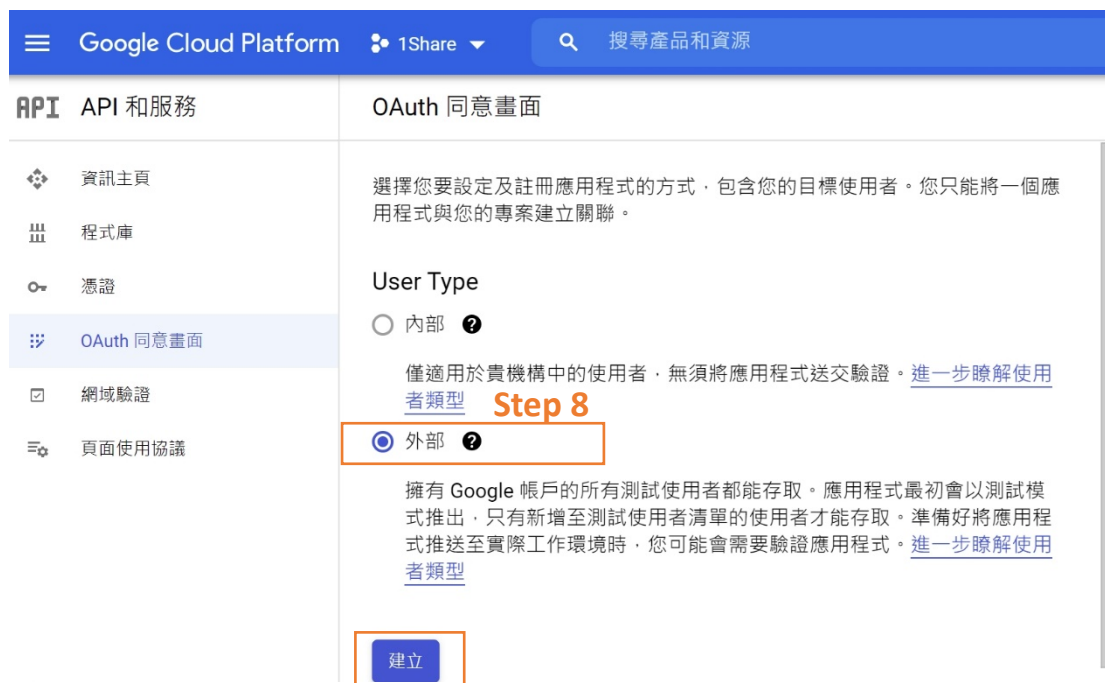 Google Cloud Platform
1Share
搜尋產品和資源
API API 和服務
OAuth 同意畫面
資訊主頁
程式庫
憑證
OAuth 同意畫面
網域驗證
頁面使用協議
選擇您要設定及註冊應用程式的方式，包含您的目標使用者。您只能將一個應
用程式與您的專案建立關聯。
User Type
內部
僅適用於貴機構中的使用者，無須將應用程式送交驗證。進一步瞭解使用
者類型
Step 8
外部
擁有 Google 帳戶的所有測試使用者都能存取。應用程式最初會以測試模
式推出，只有新增至測試使用者清單的使用者才能存取。準備好將應用程
式推送至實際工作環境時，您可能會需要驗證應用程式。進一步瞭解使用
者類型
建立